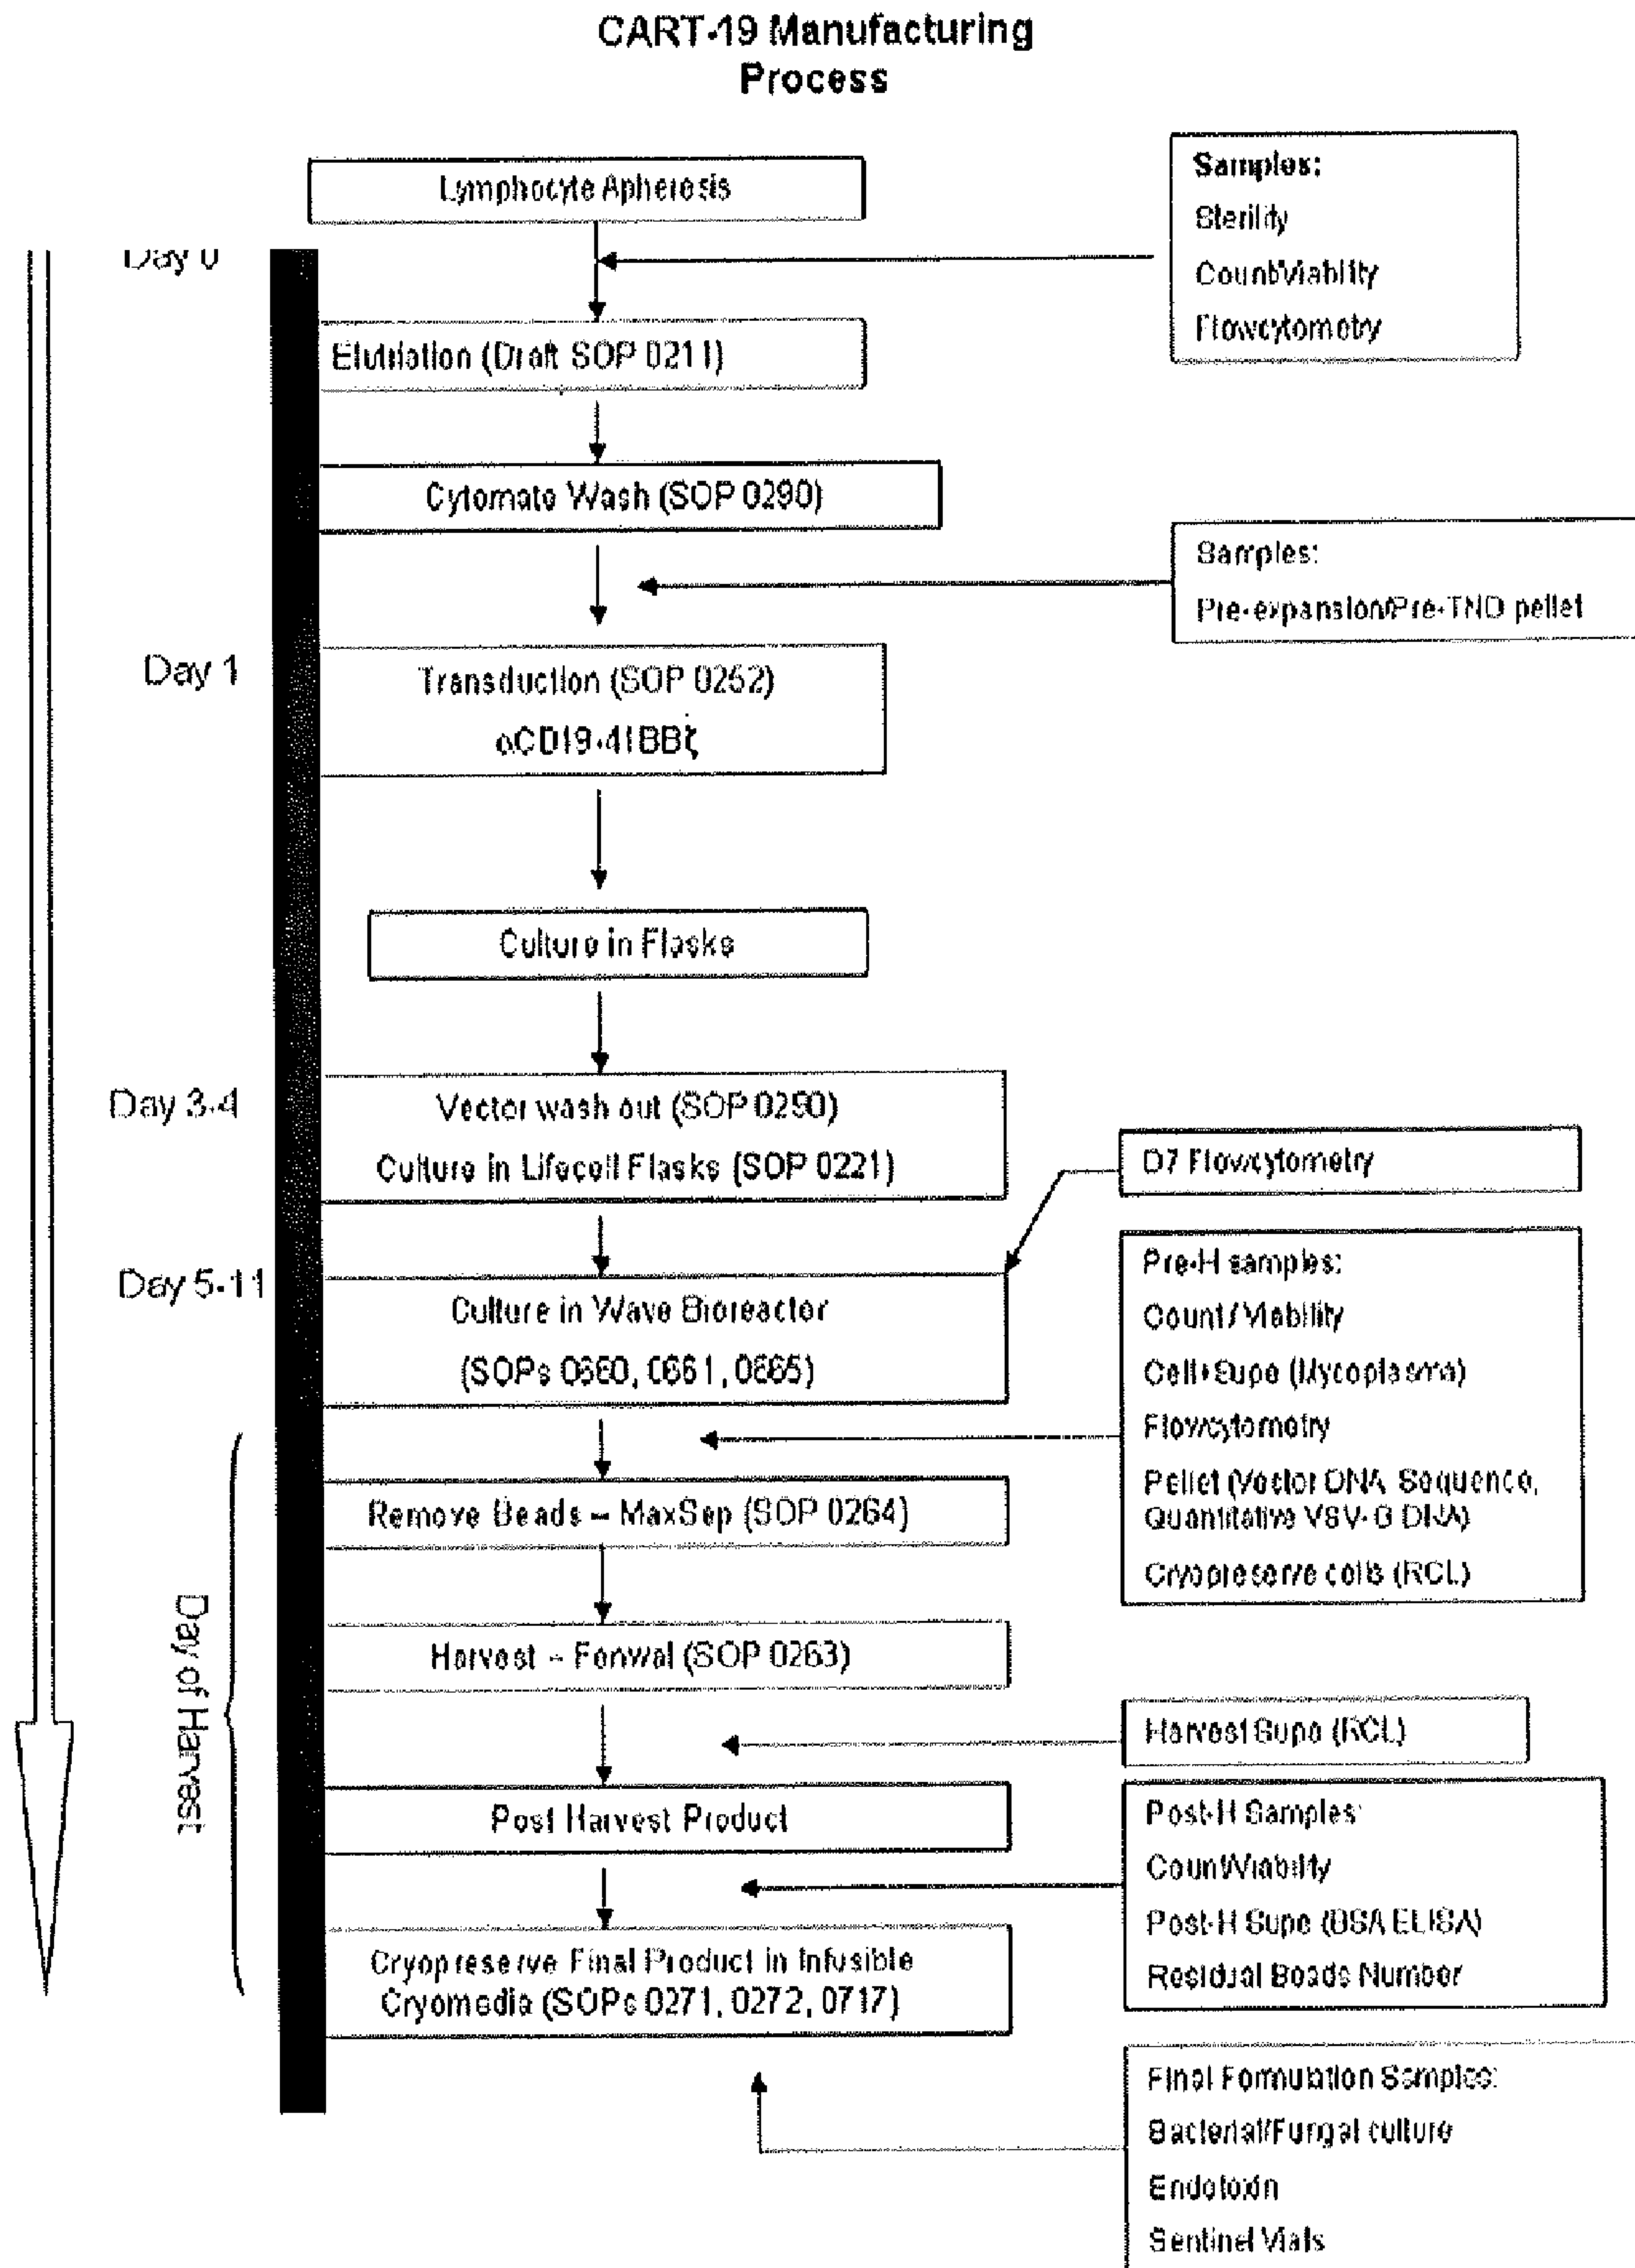 CART-19 Manufacturing
Process
Lymphocyte Apheresis
Samples:
Sterility
Count/Viability
Flowcytometry
Day 0
Elutriation (Draft SOP 0211)
Cytomate Wash (SOP 0290)
Samples:
Pre-expansion/Pre-TND pellet
Day 1
Transduction (SOP 0262)
αCD19-41BBζ
Culture in Flasks
Day 3-4
Vector wash out (SOP 0290)
Culture in Lifecell Flasks (SOP 0221)
D7 Flowcytometry
Day 5-11
Culture in Wave Bioreactor
(SOPs 0660, 0661, 0665)
Pre-H samples:
Count / Viability
Cell+Supe (Mycoplasma)
Flowcytometry
Pellet (Vector DNA Sequence,
Quantitative VSV-G DNA)
Cryopreserve cells (RCL)
Day of Harvest
Remove Beads – MaxSep (SOP 0264)
Harvest – Fenwal (SOP 0263)
Harvest Supe (RCL)
Post Harvest Product
Post-H Samples:
Count/Viability
Post-H Supe (BSA ELISA)
Residual Beads Number
Cryopreserve Final Product in Infusible
Cryomedia (SOPs 0271, 0272, 0717)
Final Formulation Samples:
Bacterial/Fungal culture
Endotoxin
Sentinel Vials